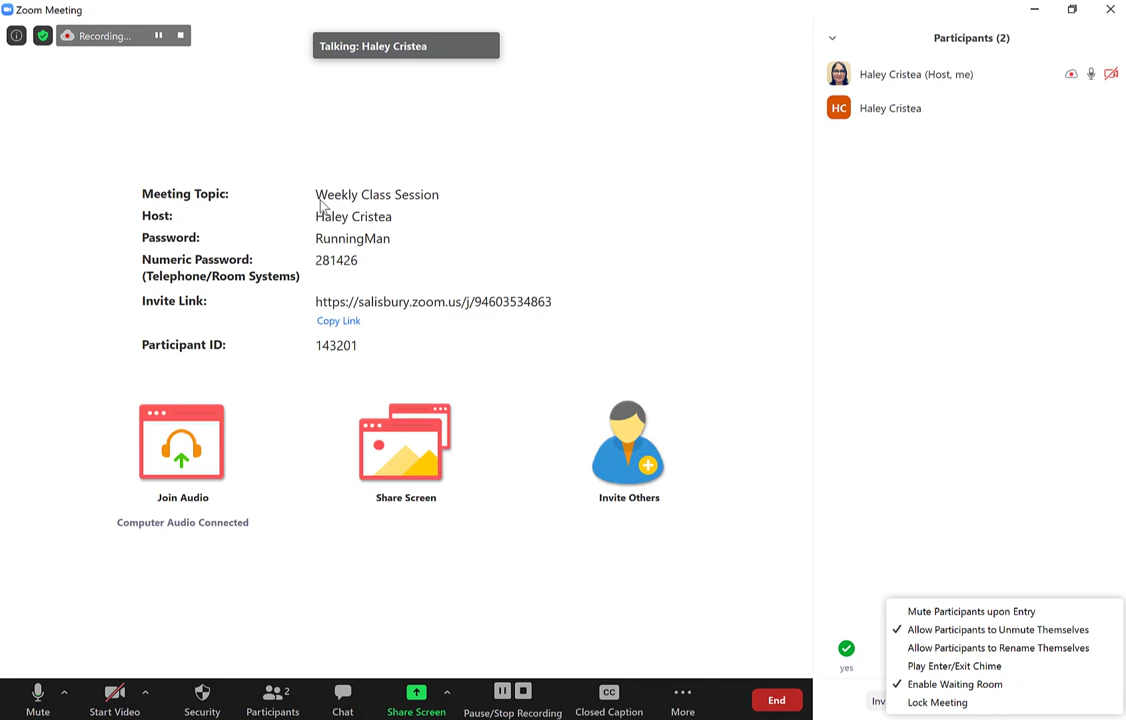 Zoom Meeting
Recording...
Talking: Haley Cristea
Participants (2)
Haley Cristea (Host, me)
HC Haley Cristea
Meeting Topic: Weekly Class Session
Host: Haley Cristea
Password: RunningMan
Numeric Password: 281426
(Telephone/Room Systems)
Invite Link: https://salisbury.zoom.us/j/94603534863
Copy Link
Participant ID: 143201
Join Audio Share Screen Invite Others
Computer Audio Connected
Mute Participants upon Entry
Allow Participants to Unmute Themselves
Allow Participants to Rename Themselves
Play Enter/Exit Chime
Enable Waiting Room
Lock Meeting
yes
Inv
Mute Start Video Security Participants 2 Chat Share Screen Pause/Stop Recording CC Closed Caption More End